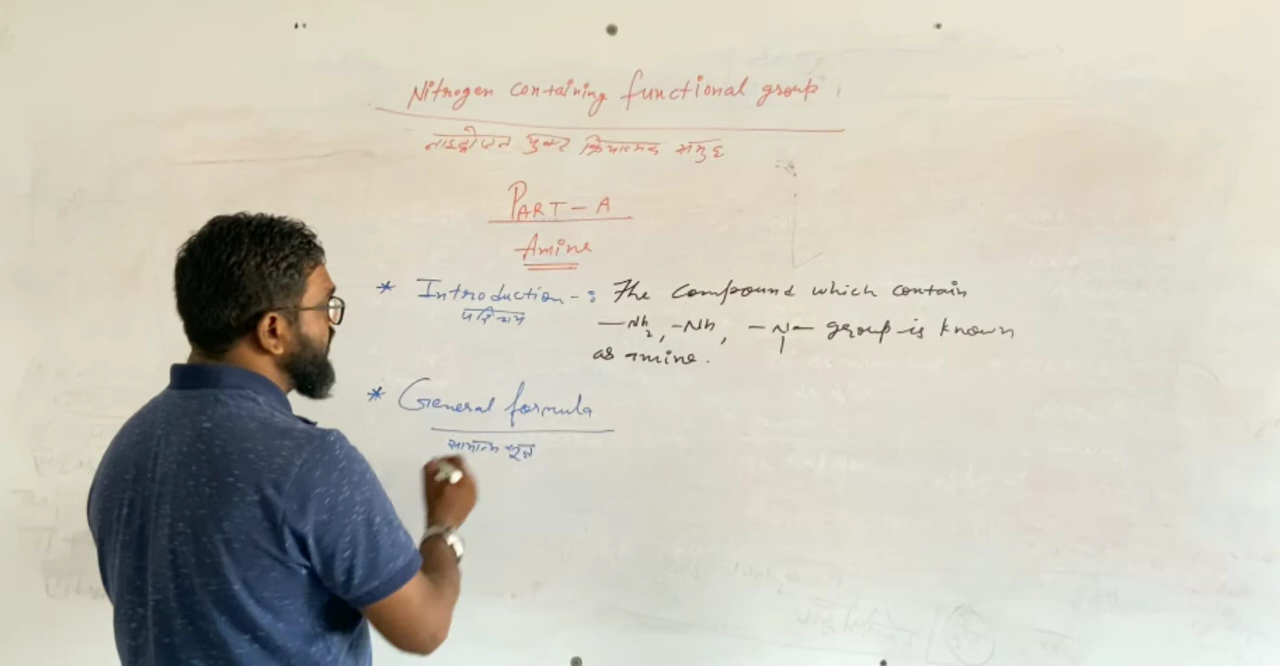 Nitrogen containing functional group
नाइट्रोजन युक्त क्रियात्मक समुह
PART - A
Amine
* Introduction -: The compound which contain
परिचय
—Nh₂, -Nh, -N- group is known
as amine.
* General formula
सामान्य सूत्र